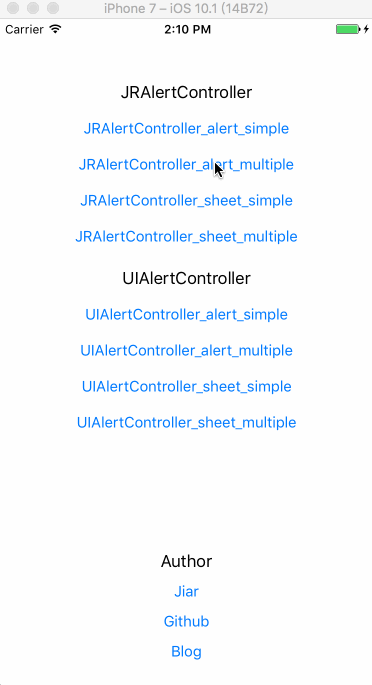 iPhone 7 – iOS 10.1 (14B72)
Carrier 2:10 PM
JRAlertController
JRAlertController_alert_simple
JRAlertController_alert_multiple
JRAlertController_sheet_simple
JRAlertController_sheet_multiple
UIAlertController
UIAlertController_alert_simple
UIAlertController_alert_multiple
UIAlertController_sheet_simple
UIAlertController_sheet_multiple
Author
Jiar
Github
Blog